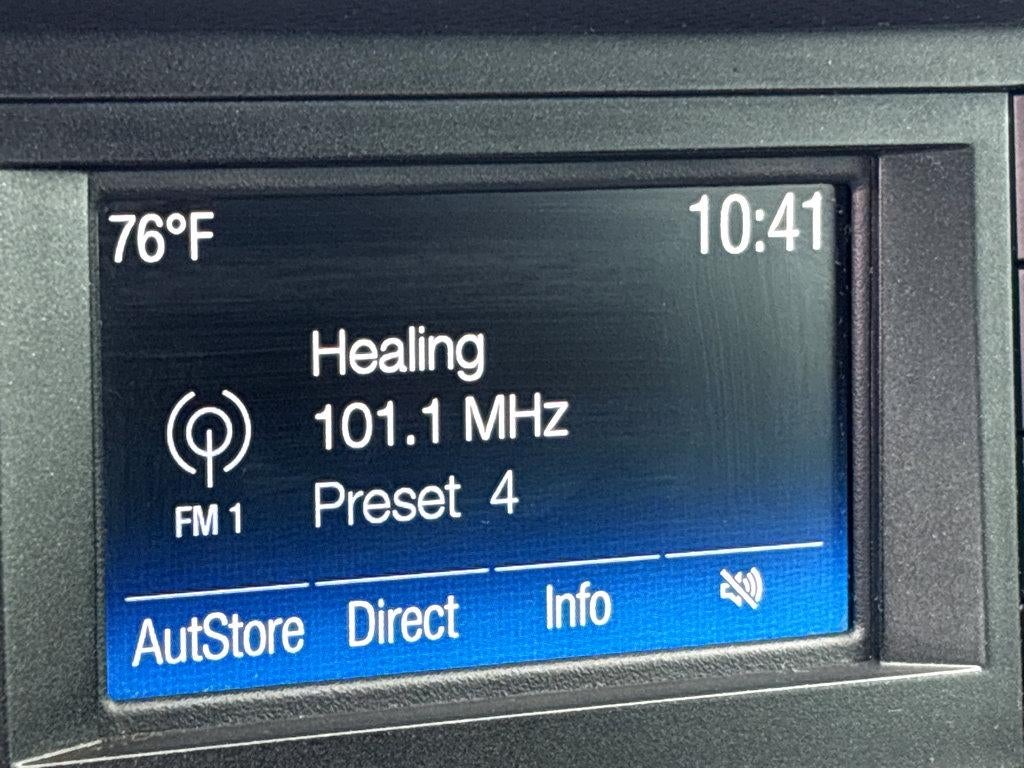 76°F 10:41
Healing
101.1 MHz
Preset 4
FM 1
AutStore Direct Info